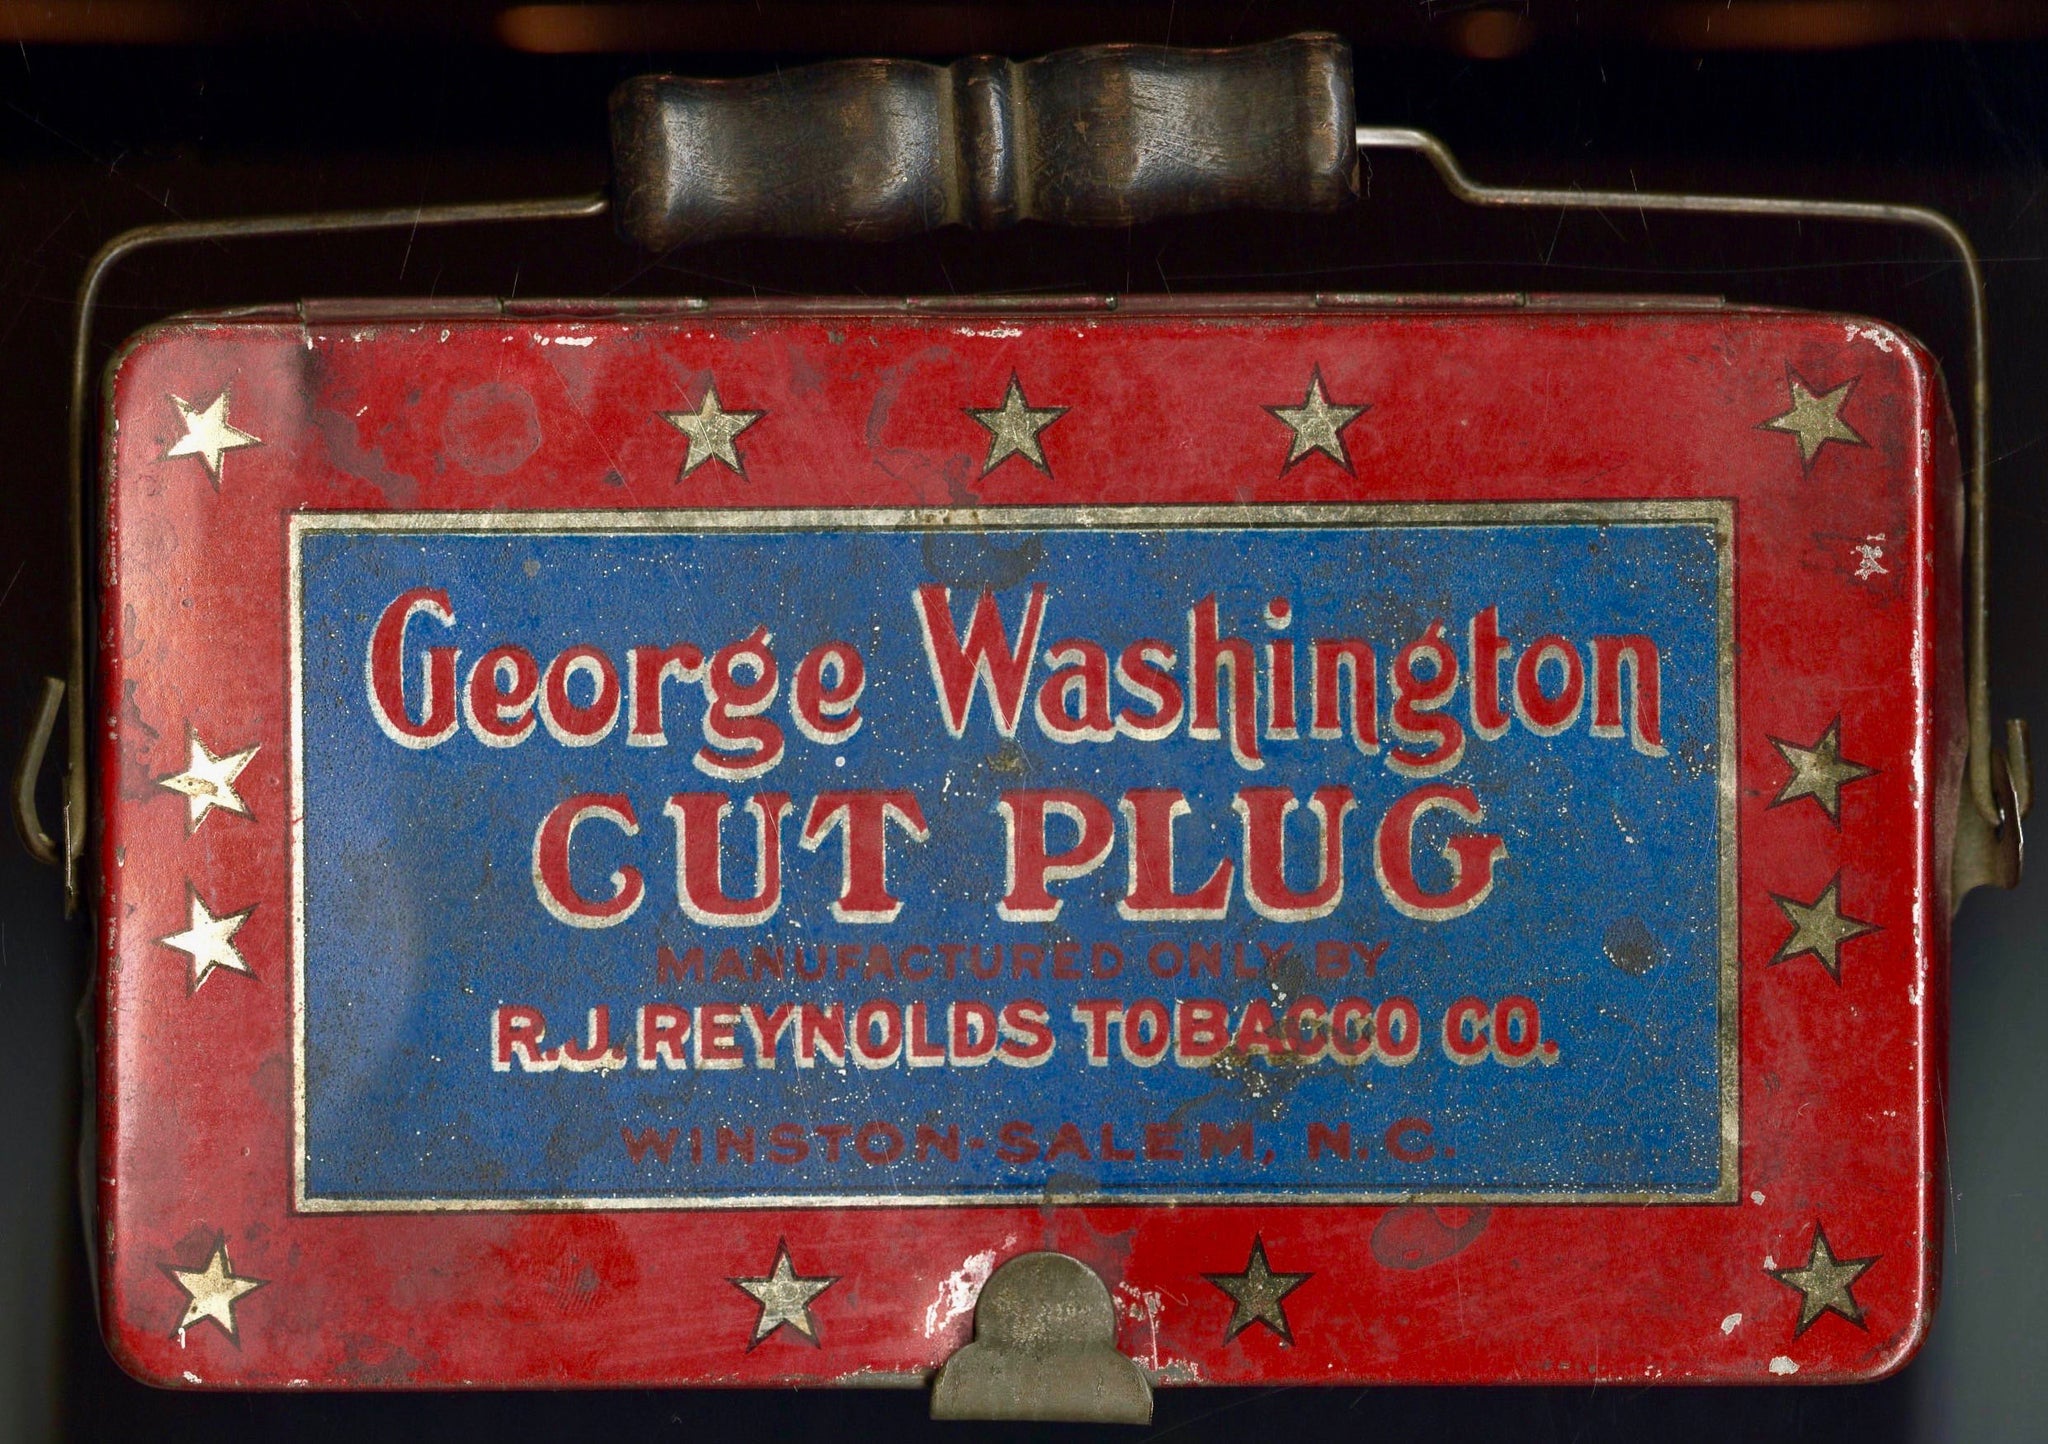 George Washington
CUT PLUG
MANUFACTURED ONLY BY
R.J. REYNOLDS TOBACCO CO.
WINSTON-SALEM, N.C.